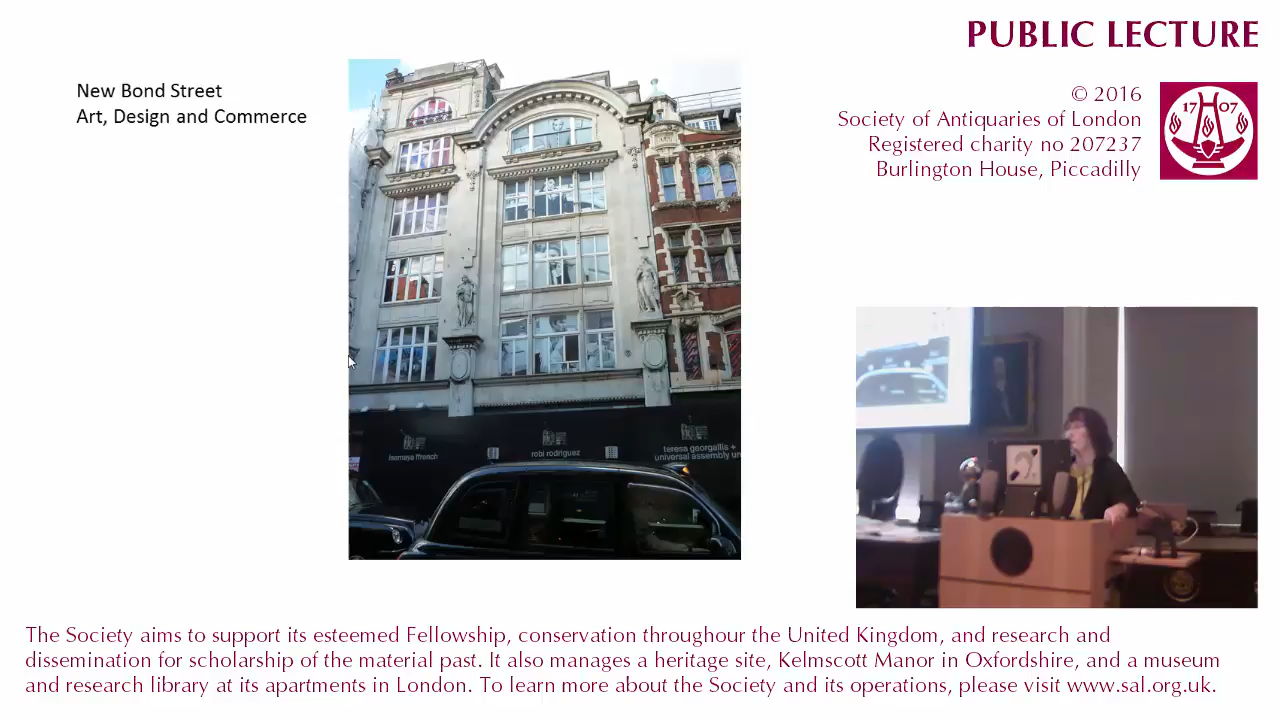 PUBLIC LECTURE
New Bond Street
Art, Design and Commerce
© 2016
Society of Antiquaries of London
Registered charity no 207237
Burlington House, Piccadilly
17 07
isamaya ffrench
robi rodriguez
teresa georgallis +
universal assembly un
The Society aims to support its esteemed Fellowship, conservation throughour the United Kingdom, and research and
dissemination for scholarship of the material past. It also manages a heritage site, Kelmscott Manor in Oxfordshire, and a museum
and research library at its apartments in London. To learn more about the Society and its operations, please visit www.sal.org.uk.